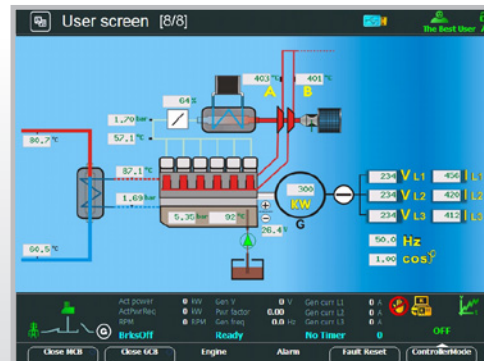 User screen [8/8]
The Best User
403 °C
401 °C
A
B
64 %
1,70 bar
57,1 °C
80.7 °C
87.1 °C
1.69 bar
60.5 °C
5,35 bar
92 °C
26.4 V
300
KW
G
234 V L1 450 I L1
234 V L2 420 I L2
234 V L3 412 I L3
50.0 Hz
1.00 cosφ
Act power 0 kW Gen V 0 V Gen curr L1 0 A
ActPwrReq 0 kW Pwr factor 0.00 Gen curr L2 0 A
RPM 0 RPM Gen freq 0.0 Hz Gen curr L3 0 A
BrksOff Ready No Timer 0 OFF
G
Close MCB Close GCB Engine Alarm Fault Reset ControllerMode